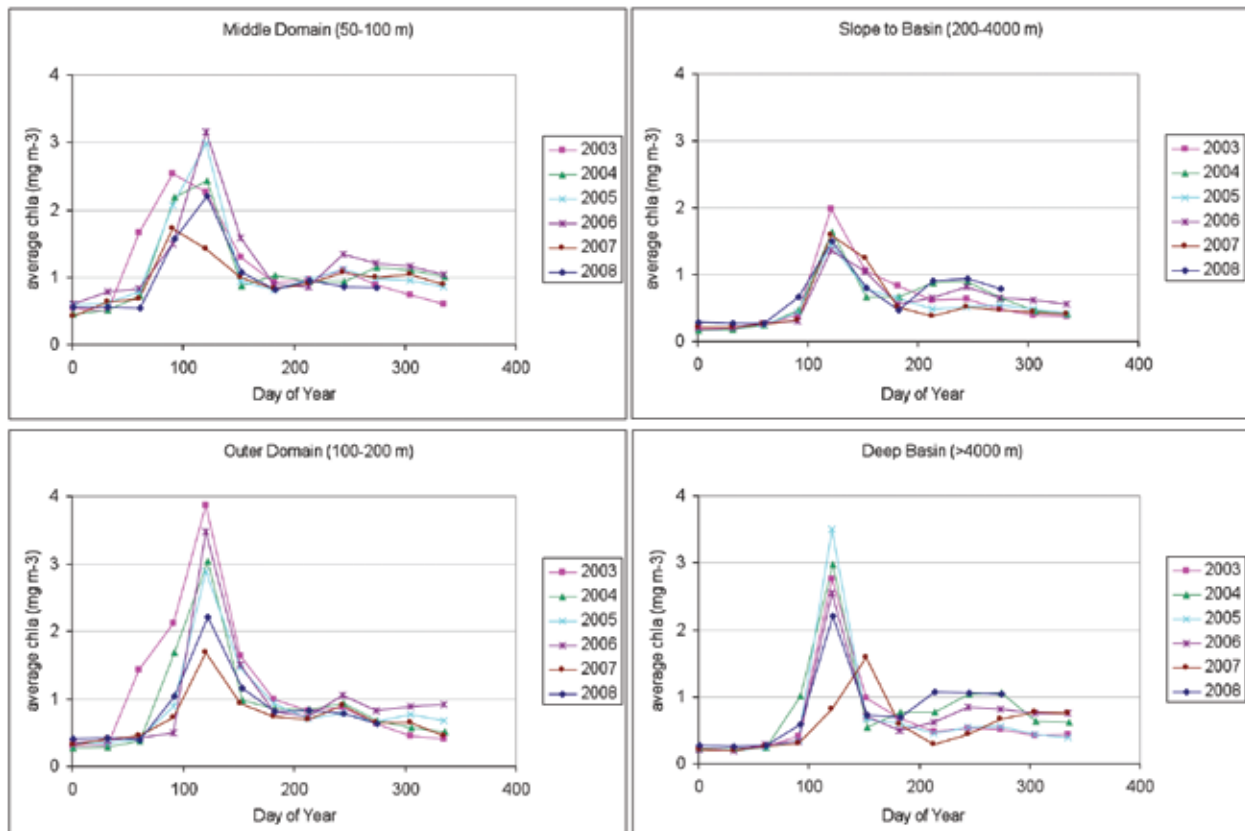 Middle Domain (50-100 m)
average chla (mg m-3)
4
3
2
1
0
0 100 200 300 400
Day of Year
2003
2004
2005
2006
2007
2008
Slope to Basin (200-4000 m)
average chla (mg m-3)
4
3
2
1
0
0 100 200 300 400
Day of Year
2003
2004
2005
2006
2007
2008
Outer Domain (100-200 m)
average chla (mg m-3)
4
3
2
1
0
0 100 200 300 400
Day of Year
2003
2004
2005
2006
2007
2008
Deep Basin (>4000 m)
average chla (mg m-3)
4
3
2
1
0
0 100 200 300 400
Day of Year
2003
2004
2005
2006
2007
2008